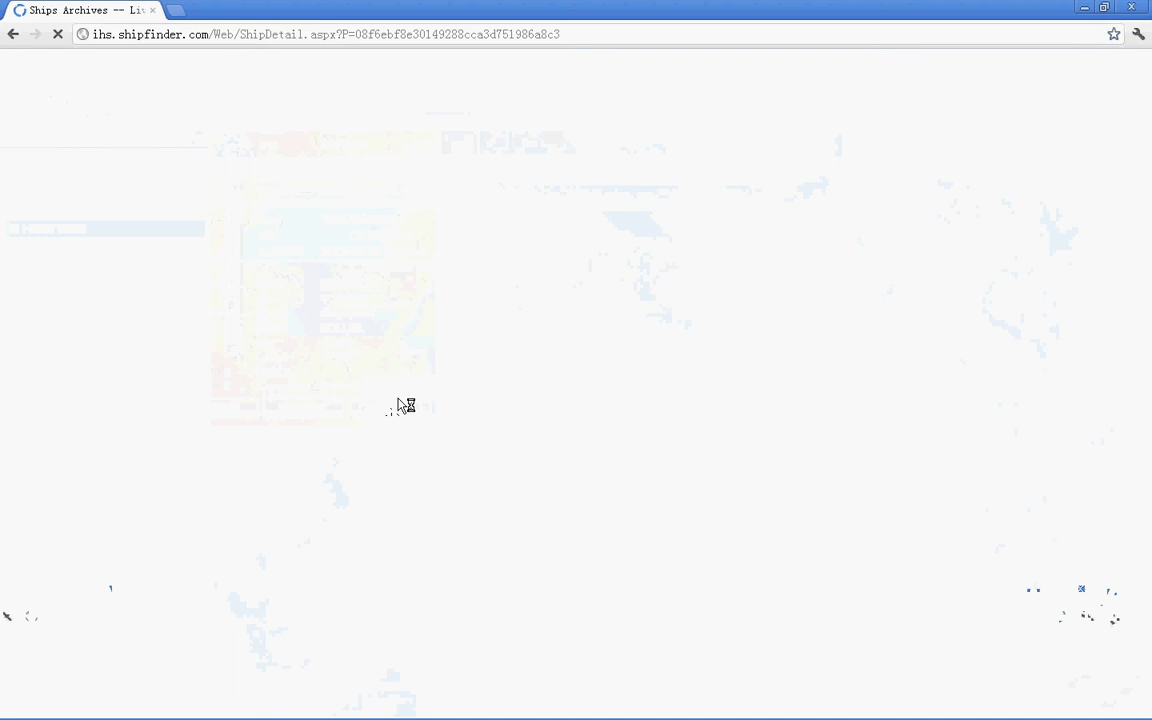 Ships Archives -- Li
ihs.shipfinder.com/Web/ShipDetail.aspx?P=08f6ebf8e30149288cca3d751986a8c3